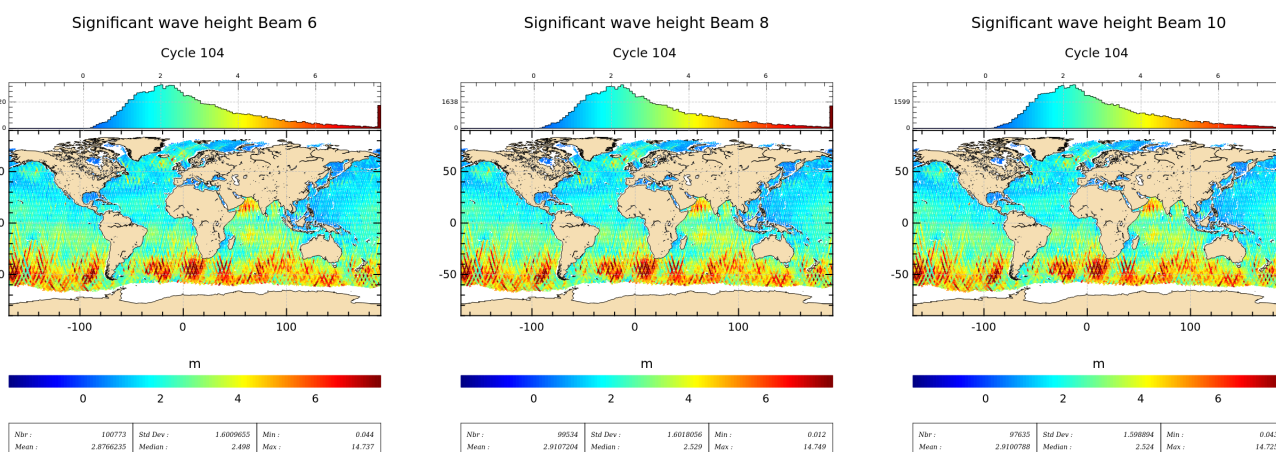 Significant wave height Beam 6
Cycle 104
0 2 4 6
20
0
50
0
-50
-100 0 100
m
0 2 4 6
Nbr : 100773 Std Dev : 1.6009655 Min : 0.044
Mean : 2.8766235 Median : 2.498 Max : 14.737
Significant wave height Beam 8
Cycle 104
0 2 4 6
1638
0
50
0
-50
-100 0 100
m
0 2 4 6
Nbr : 99534 Std Dev : 1.6018056 Min : 0.012
Mean : 2.9107204 Median : 2.529 Max : 14.749
Significant wave height Beam 10
Cycle 104
0 2 4 6
1599
0
50
0
-50
-100 0 100
m
0 2 4 6
Nbr : 97635 Std Dev : 1.598894 Min :
Mean : 2.9100788 Median : 2.524 Max :